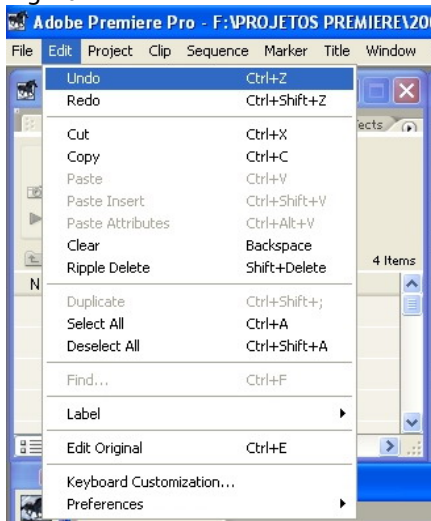 Adobe Premiere Pro - F:\PROJETOS PREMIERE\20
File Edit Project Clip Sequence Marker Title Window
Undo Ctrl+Z
Redo Ctrl+Shift+Z
Cut Ctrl+X
ects
Copy Ctrl+C
Paste Ctrl+V
Paste Insert Ctrl+Shift+V
Paste Attributes Ctrl+Alt+V
Clear Backspace
Ripple Delete Shift+Delete
4 Items
N
Duplicate Ctrl+Shift+;
Select All Ctrl+A
Deselect All Ctrl+Shift+A
Find... Ctrl+F
Label
Edit Original Ctrl+E
Keyboard Customization...
Preferences